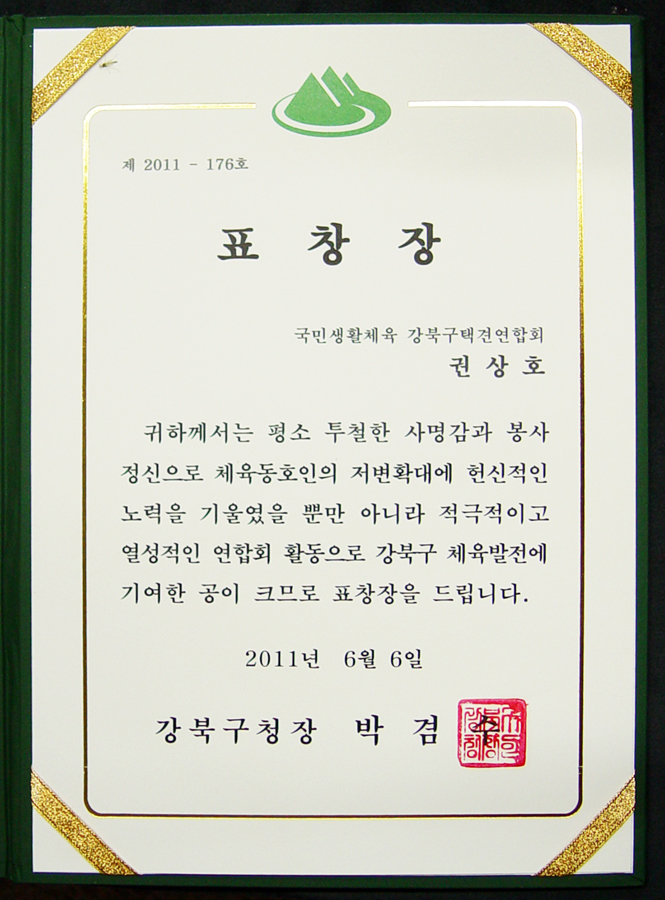 제 2011 - 176호
표 창 장
국민생활체육 강북구택견연합회
권 상 호
귀하께서는 평소 투철한 사명감과 봉사
정신으로 체육동호인의 저변확대에 헌신적인
노력을 기울였을 뿐만 아니라 적극적이고
열성적인 연합회 활동으로 강북구 체육발전에
기여한 공이 크므로 표창장을 드립니다.
2011년 6월 6일
강북구청장 박 겸 수